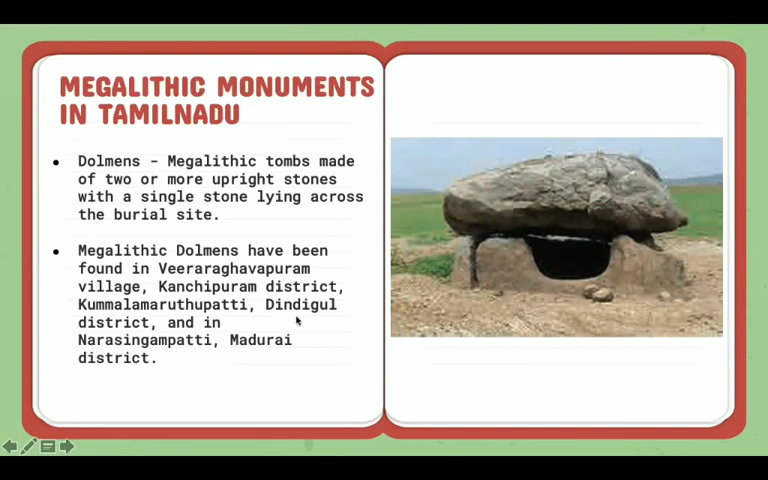 MEGALITHIC MONUMENTS
IN TAMILNADU
● Dolmens - Megalithic tombs made
of two or more upright stones
with a single stone lying across
the burial site.
● Megalithic Dolmens have been
found in Veeraraghavapuram
village, Kanchipuram district,
Kummalamaruthupatti, Dindigul
district, and in
Narasingampatti, Madurai
district.